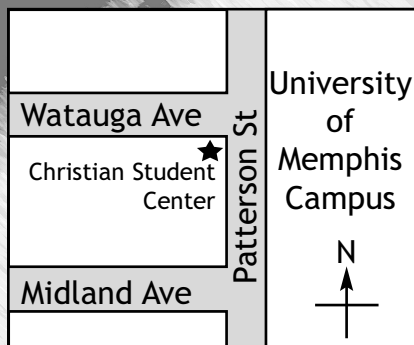 Watauga Ave
Christian Student
Center
Midland Ave
Patterson St
University
of
Memphis
Campus
N